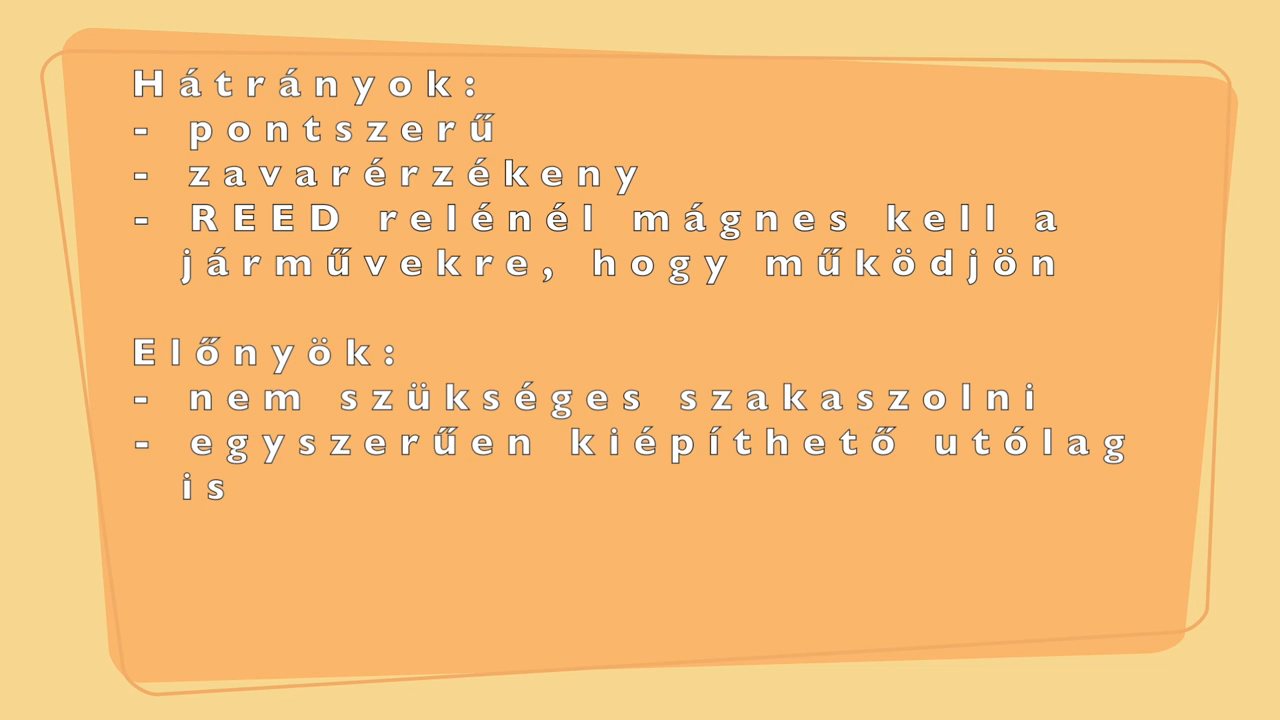 Hátrányok:
- pontszerű
- zavarérzékeny
- REED relénél mágnes kell a
járművekre, hogy működjön
Előnyök:
- nem szükséges szakaszolni
- egyszerűen kiépíthető utólag
is